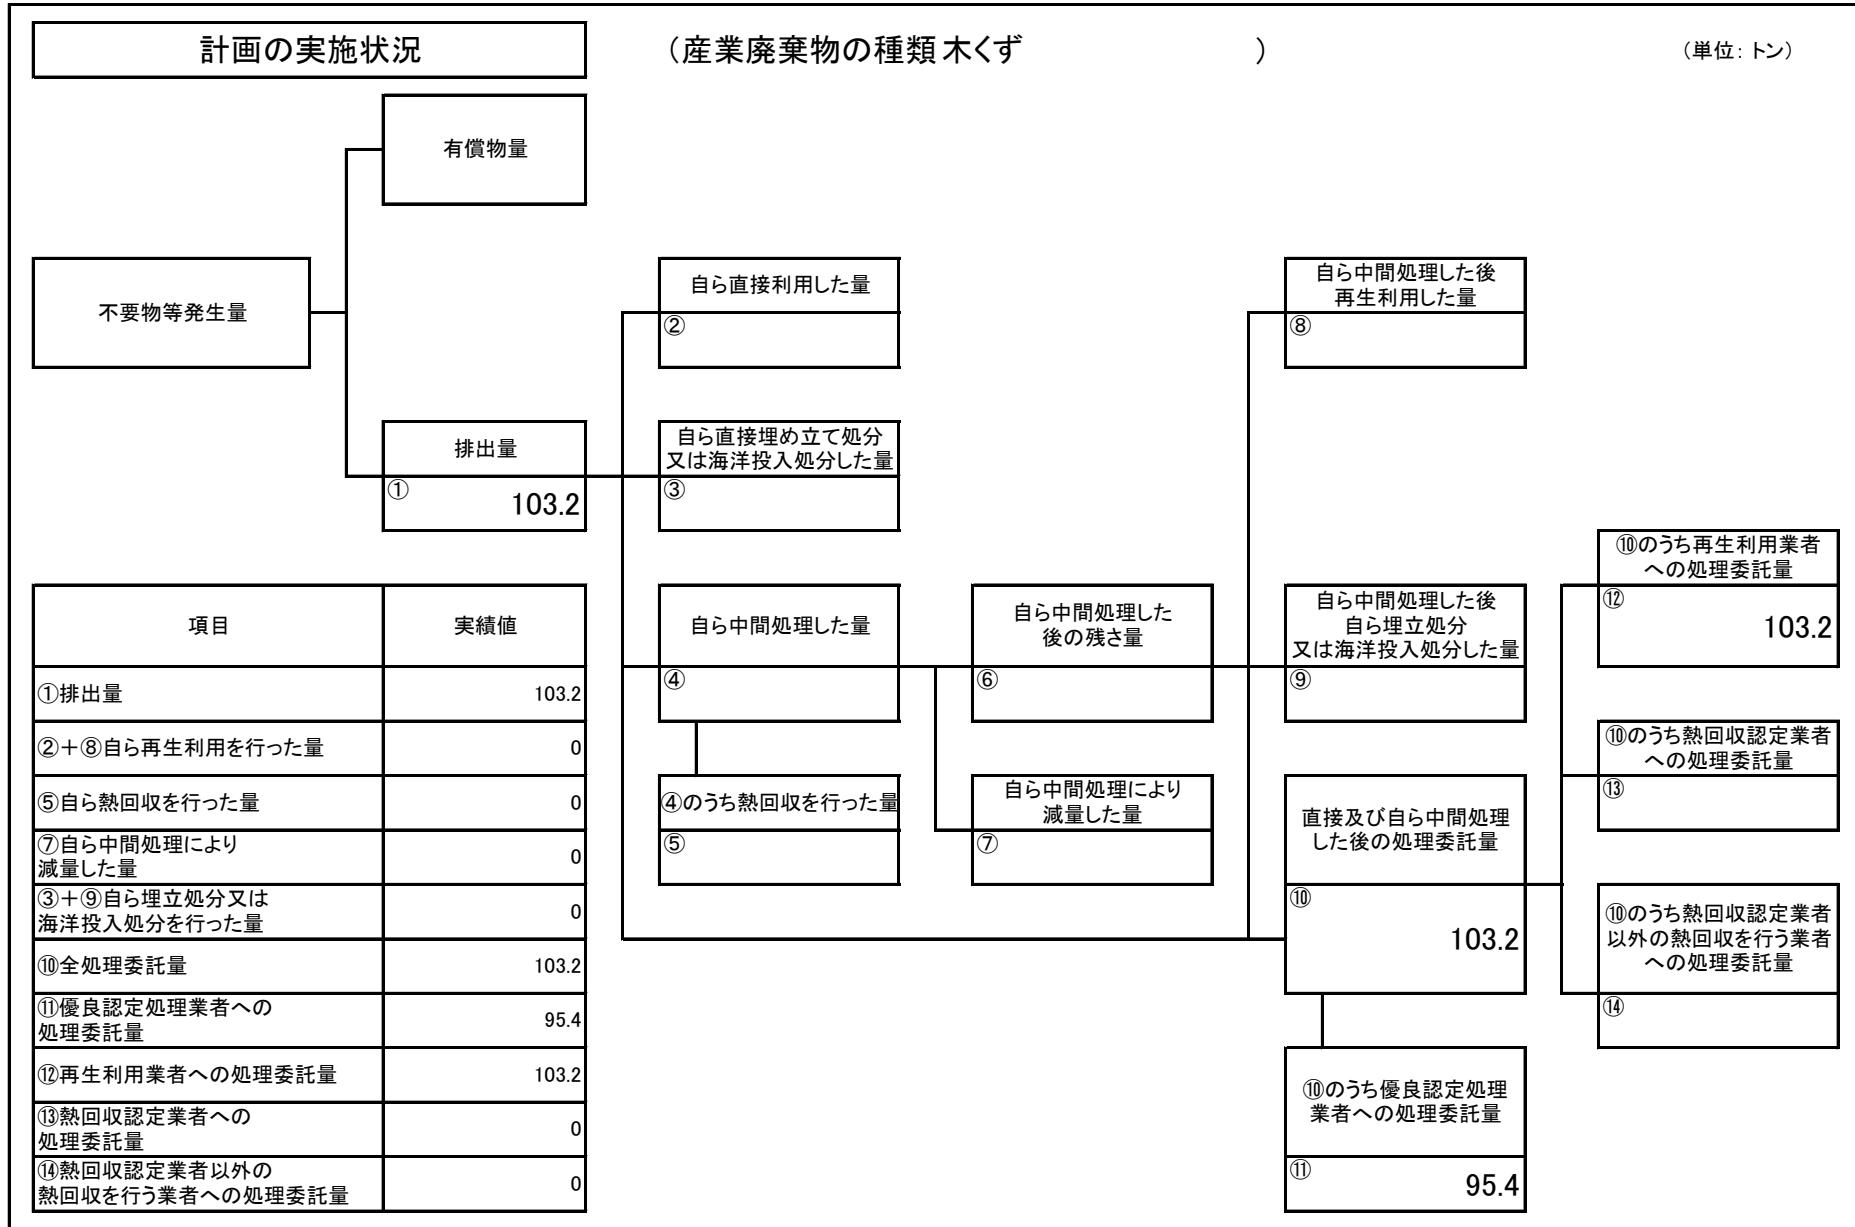 計画の実施状況
（産業廃棄物の種類 木くず　　　　　　　　）
（単位：トン）
有償物量
不要物等発生量
自ら直接利用した量
②
自ら中間処理した後
再生利用した量
⑧
排出量
① 103.2
自ら直接埋め立て処分
又は海洋投入処分した量
③
⑩のうち再生利用業者
への処理委託量
⑫
103.2
自ら中間処理した量
④
自ら中間処理した
後の残さ量
⑥
自ら中間処理した後
自ら埋立処分
又は海洋投入処分した量
⑨
⑩のうち熱回収認定業者
への処理委託量
⑬
④のうち熱回収を行った量
⑤
自ら中間処理により
減量した量
⑦
直接及び自ら中間処理
した後の処理委託量
⑩
103.2
⑩のうち熱回収認定業者
以外の熱回収を行う業者
への処理委託量
⑭
⑩のうち優良認定処理
業者への処理委託量
⑪
95.4
項目 実績値
①排出量 103.2
②＋⑧自ら再生利用を行った量 0
⑤自ら熱回収を行った量 0
⑦自ら中間処理により
減量した量 0
③＋⑨自ら埋立処分又は
海洋投入処分を行った量 0
⑩全処理委託量 103.2
⑪優良認定処理業者への
処理委託量 95.4
⑫再生利用業者への処理委託量 103.2
⑬熱回収認定業者への
処理委託量 0
⑭熱回収認定業者以外の
熱回収を行う業者への処理委託量 0